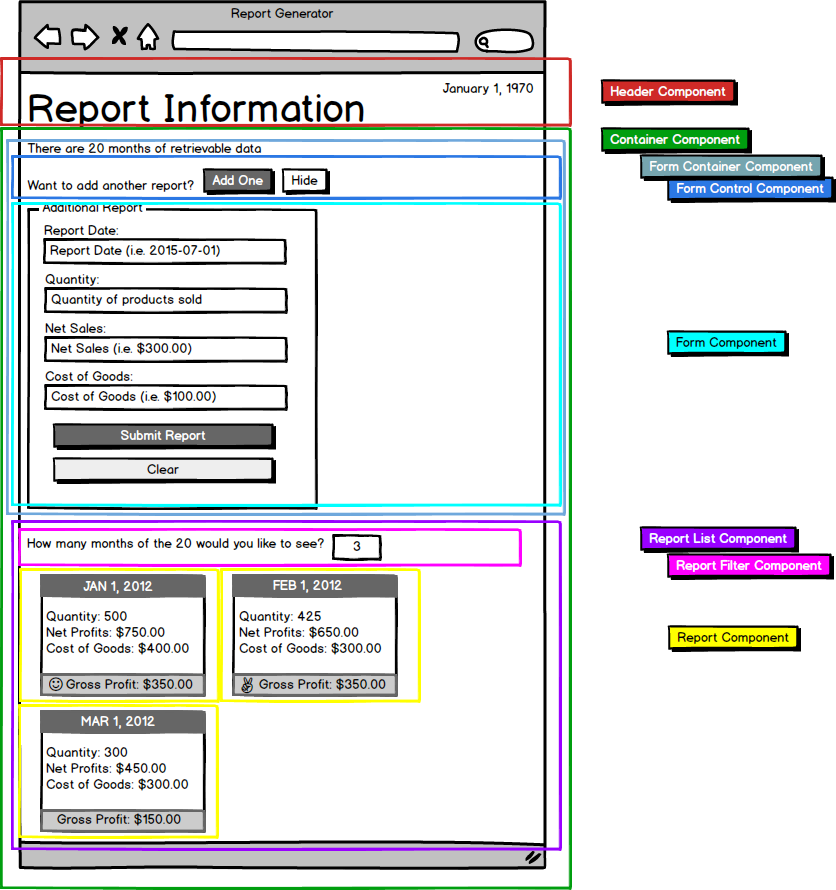 Report Generator
January 1, 1970
Report Information
Header Component
There are 20 months of retrievable data
Container Component
Form Container Component
Want to add another report? Add One Hide
Form Control Component
Additional Report
Report Date:
Report Date (i.e. 2015-07-01)
Quantity:
Quantity of products sold
Net Sales:
Net Sales (i.e. $300.00)
Form Component
Cost of Goods:
Cost of Goods (i.e. $100.00)
Submit Report
Clear
How many months of the 20 would you like to see? 3
Report List Component
Report Filter Component
JAN 1, 2012
Quantity: 500
Net Profits: $750.00
Cost of Goods: $400.00
Gross Profit: $350.00
FEB 1, 2012
Quantity: 425
Net Profits: $650.00
Cost of Goods: $300.00
Gross Profit: $350.00
Report Component
MAR 1, 2012
Quantity: 300
Net Profits: $450.00
Cost of Goods: $300.00
Gross Profit: $150.00